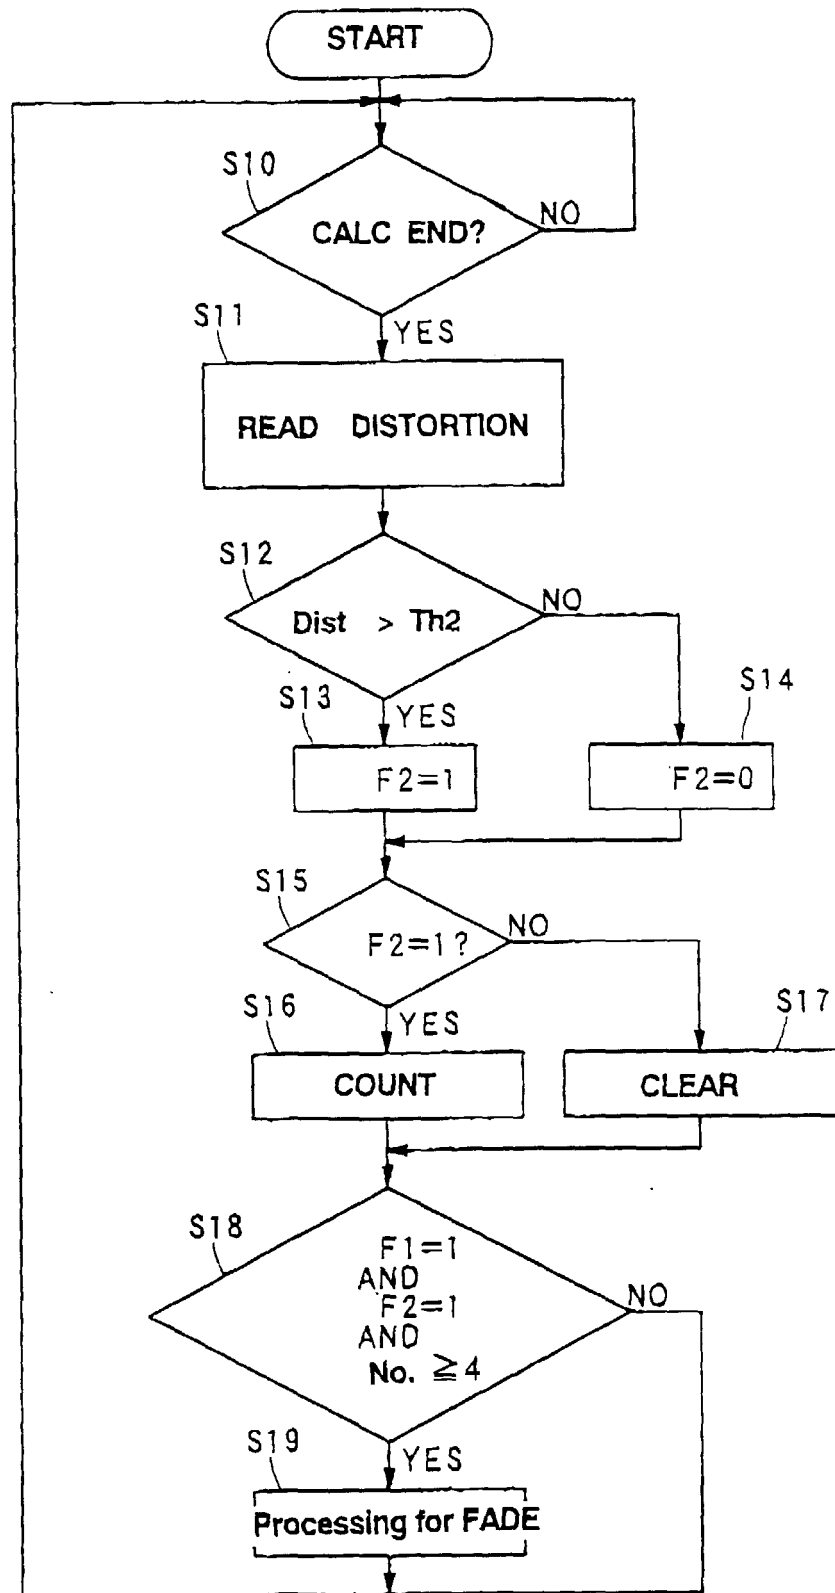 START
S10
CALC END?
NO
S11
YES
READ DISTORTION
S12
NO
Dist > Th2
S13
YES
S14
F2=1
F2=0
S15
NO
F2=1?
S16
YES
S17
COUNT
CLEAR
S18
F1=1
AND
F2=1
AND
No. ≧4
NO
S19
YES
Processing for FADE